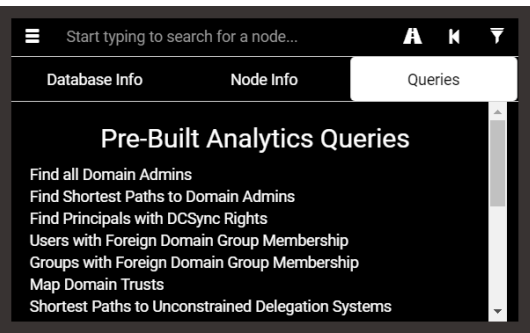 Start typing to search for a node...
A
Database Info
Node Info
Queries
Pre-Built Analytics Queries
Find all Domain Admins
Find Shortest Paths to Domain Admins
Find Principals with DCSync Rights
Users with Foreign Domain Group Membership
Groups with Foreign Domain Group Membership
Map Domain Trusts
Shortest Paths to Unconstrained Delegation Systems